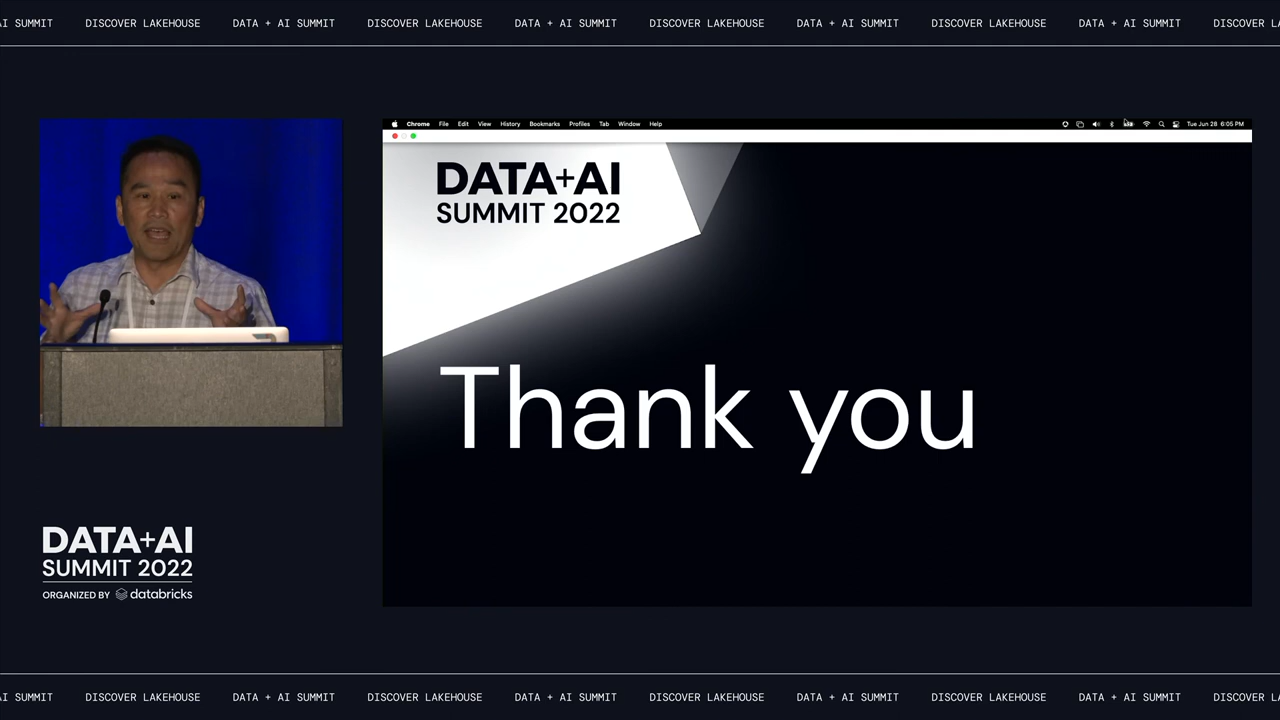 AI SUMMIT DISCOVER LAKEHOUSE DATA + AI SUMMIT DISCOVER LAKEHOUSE DATA + AI SUMMIT DISCOVER LAKEHOUSE DATA + AI SUMMIT DISCOVER LAKEHOUSE DATA + AI SUMMIT DISCOVER
Chrome File Edit View History Bookmarks Profiles Tab Window Help Tue Jun 28 6:05 PM
DATA+AI
SUMMIT 2022
Thank you
DATA+AI
SUMMIT 2022
ORGANIZED BY databricks
AI SUMMIT DISCOVER LAKEHOUSE DATA + AI SUMMIT DISCOVER LAKEHOUSE DATA + AI SUMMIT DISCOVER LAKEHOUSE DATA + AI SUMMIT DISCOVER LAKEHOUSE DATA + AI SUMMIT DISCOVER